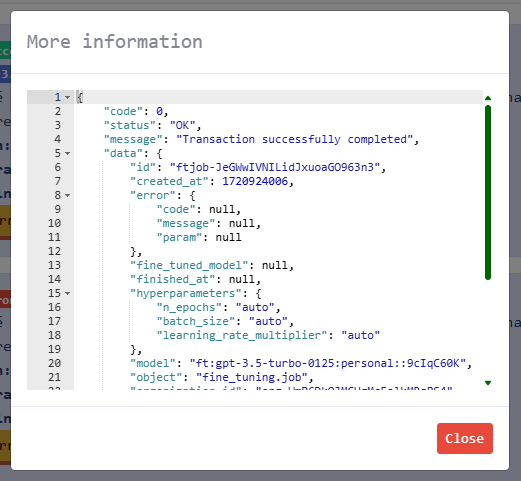 More information
1 {
2 "code": 0,
3 "status": "OK",
4 "message": "Transaction successfully completed",
5 "data": {
6 "id": "ftjob-JeGWwIVNILidJxuoaGO963n3",
7 "created_at": 1720924006,
8 "error": {
9 "code": null,
10 "message": null,
11 "param": null
12 },
13 "fine_tuned_model": null,
14 "finished_at": null,
15 "hyperparameters": {
16 "n_epochs": "auto",
17 "batch_size": "auto",
18 "learning_rate_multiplier": "auto"
19 },
20 "model": "ft:gpt-3.5-turbo-0125:personal::9cIqC60K",
21 "object": "fine_tuning.job",
Close